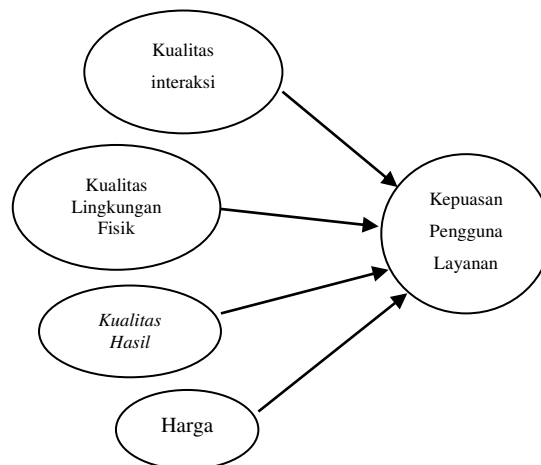 Kualitas
interaksi
Kualitas
Lingkungan
Fisik
Kepuasan
Pengguna
Layanan
Kualitas
Hasil
Harga